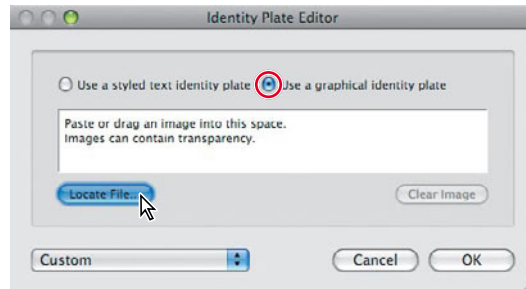 Identity Plate Editor
Use a styled text identity plate Use a graphical identity plate
Paste or drag an image into this space.
Images can contain transparency.
Locate File... Clear Image
Custom Cancel OK